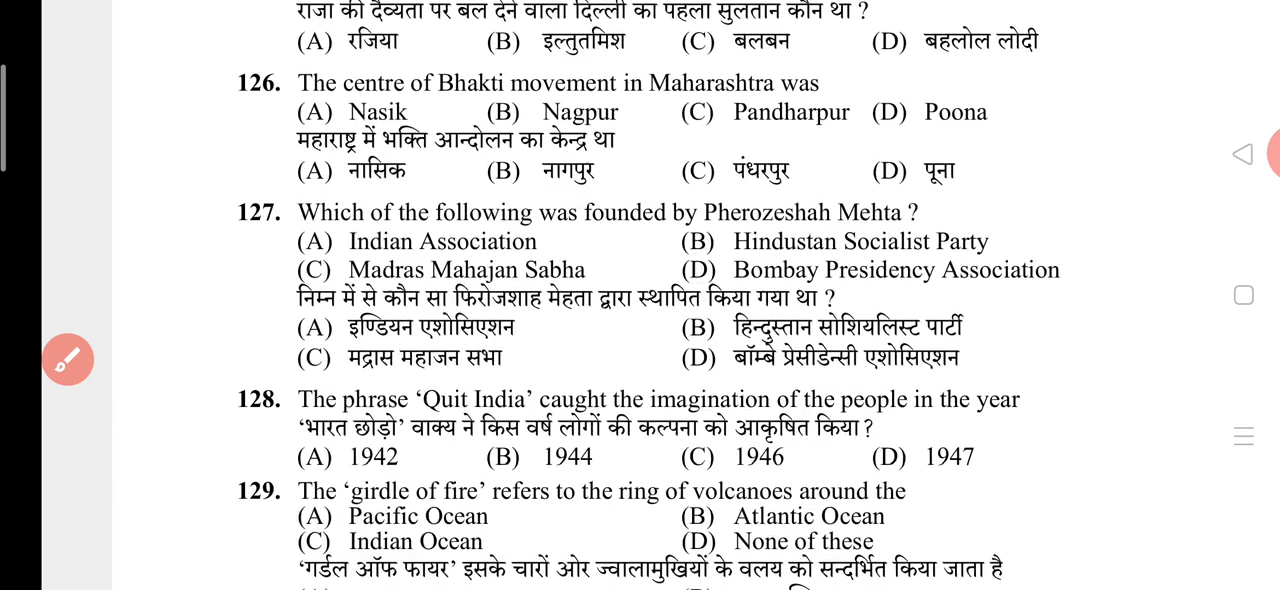 राजा की दैव्यता पर बल देने वाला दिल्ली का पहला सुलतान कौन था ?
(A) रजिया (B) इल्तुतमिश (C) बलबन (D) बहलोल लोदी
126. The centre of Bhakti movement in Maharashtra was
(A) Nasik (B) Nagpur (C) Pandharpur (D) Poona
महाराष्ट्र में भक्ति आन्दोलन का केन्द्र था
(A) नासिक (B) नागपुर (C) पंधरपुर (D) पूना
127. Which of the following was founded by Pherozeshah Mehta ?
(A) Indian Association (B) Hindustan Socialist Party
(C) Madras Mahajan Sabha (D) Bombay Presidency Association
निम्न में से कौन सा फिरोजशाह मेहता द्वारा स्थापित किया गया था ?
(A) इण्डियन एशोसिएशन (B) हिन्दुस्तान सोशियलिस्ट पार्टी
(C) मद्रास महाजन सभा (D) बॉम्बे प्रेसीडेन्सी एशोसिएशन
128. The phrase ‘Quit India’ caught the imagination of the people in the year
‘भारत छोड़ो’ वाक्य ने किस वर्ष लोगों की कल्पना को आकृषित किया ?
(A) 1942 (B) 1944 (C) 1946 (D) 1947
129. The ‘girdle of fire’ refers to the ring of volcanoes around the
(A) Pacific Ocean (B) Atlantic Ocean
(C) Indian Ocean (D) None of these
‘गर्डल ऑफ फायर’ इसके चारों ओर ज्वालामुखियों के वलय को सन्दर्भित किया जाता है